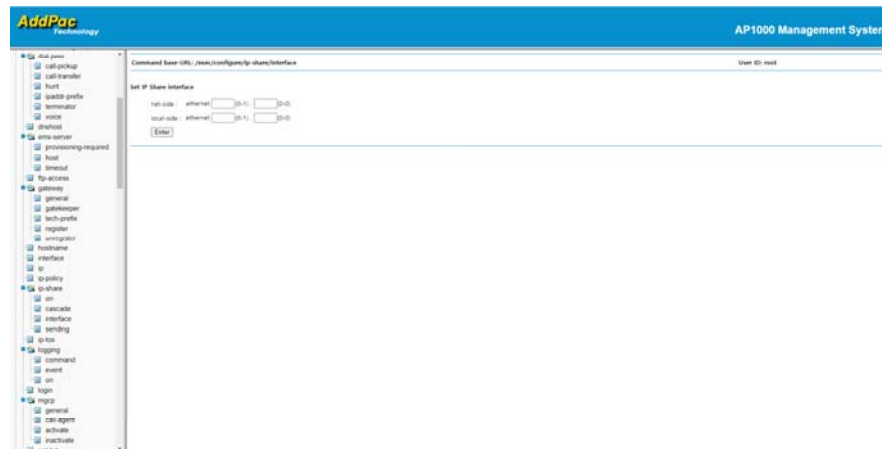 AddPac
Technology
AP1000 Management System
dial-peer
call-pickup
call-transfer
hunt
ipaddr-prefix
terminator
voice
dnshost
ems-server
provisioning-required
host
timeout
ftp-access
gateway
general
gatekeeper
tech-prefix
register
unregister
hostname
interface
ip
ip-policy
ip-share
on
cascade
interface
sending
ip-tos
logging
command
event
on
login
mgcp
general
call-agent
activate
inactivate
Command base URL: /exec/configure/ip-share/interface
User ID: root
Set IP Share interface
net-side : ethernet (0-1) . (0-0)
local-side : ethernet (0-1) . (0-0)
Enter